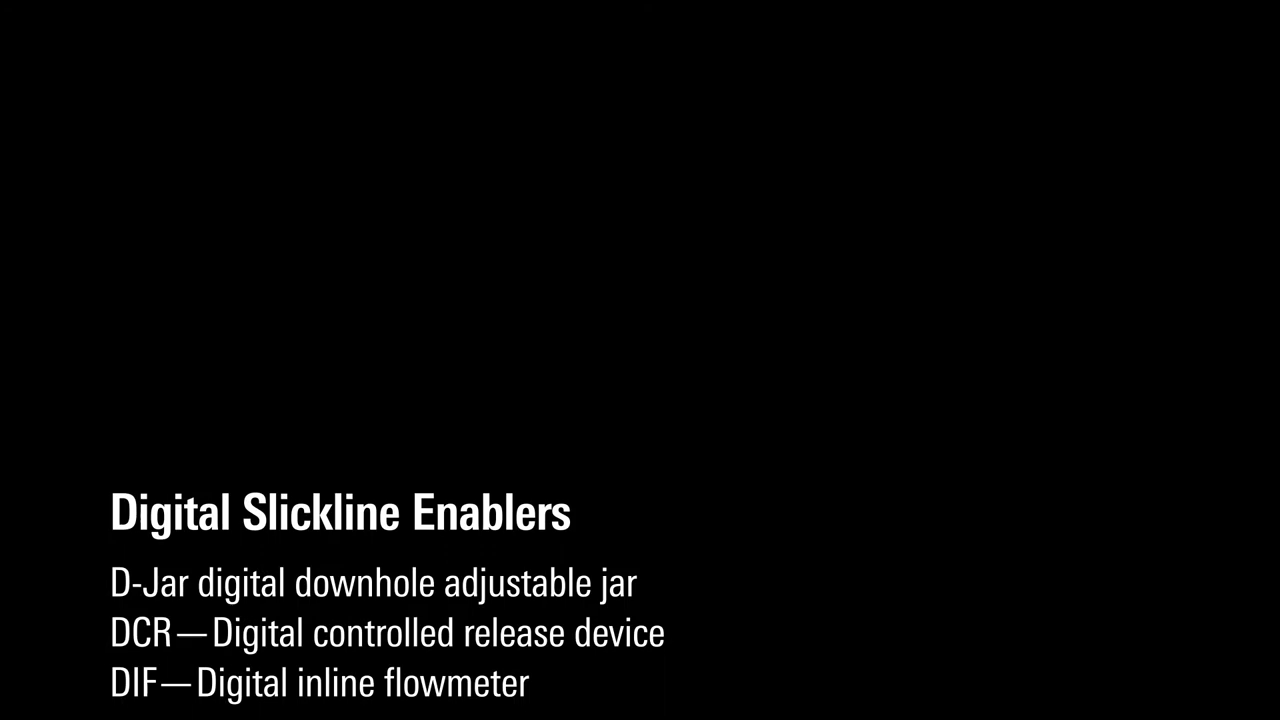 Digital Slickline Enablers
D-Jar digital downhole adjustable jar
DCR—Digital controlled release device
DIF—Digital inline flowmeter